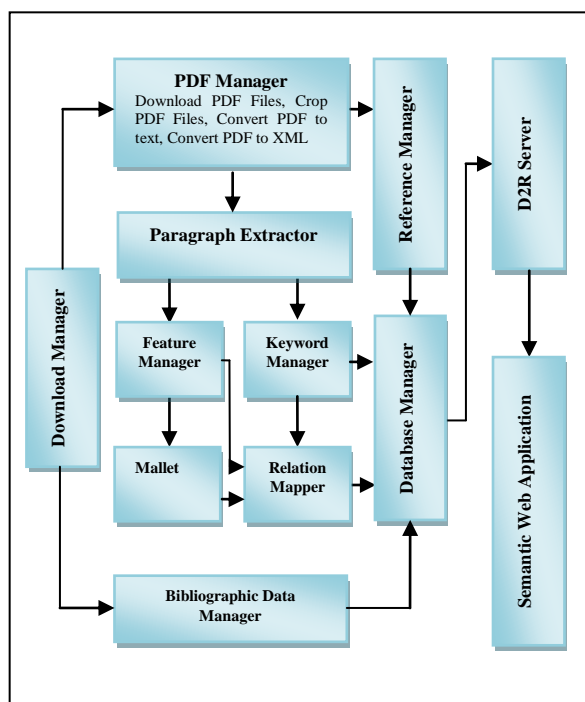 PDF Manager
Download PDF Files, Crop
PDF Files, Convert PDF to
text, Convert PDF to XML
Reference Manager
D2R Server
Paragraph Extractor
Download Manager
Feature
Manager
Keyword
Manager
Database Manager
Semantic Web Application
Mallet
Relation
Mapper
Bibliographic Data
Manager